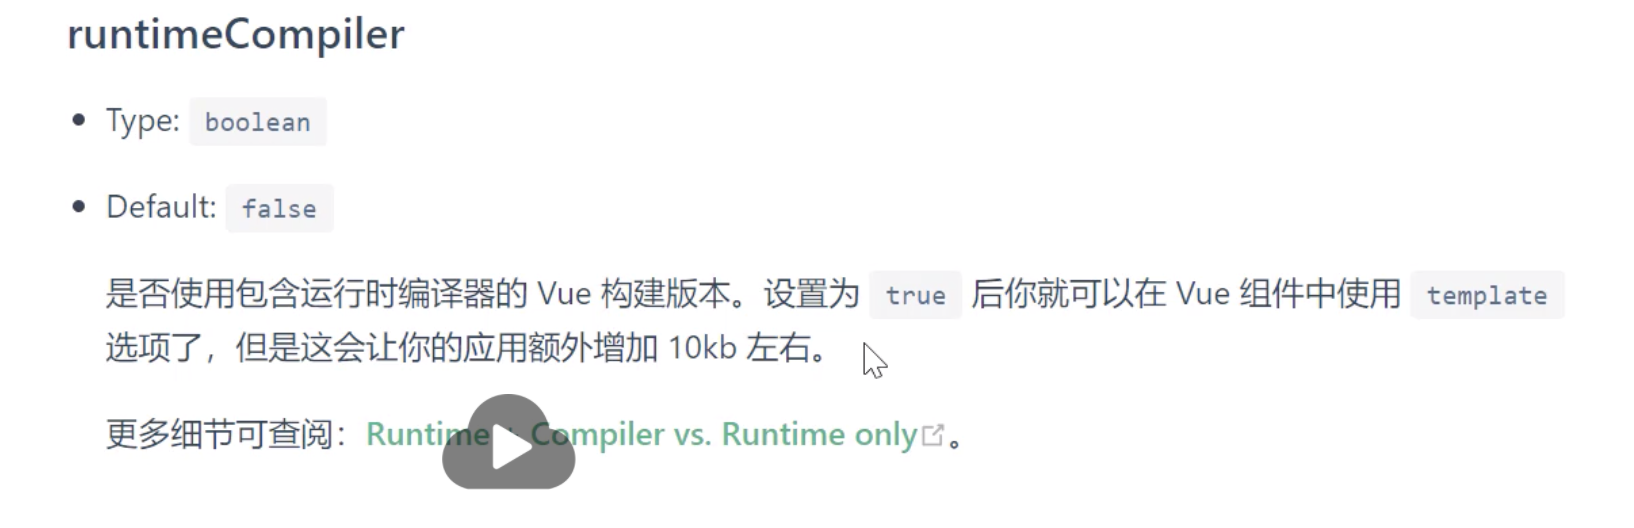 runtimeCompiler
Type: boolean
Default: false
是否使用包含运行时编译器的 Vue 构建版本。设置为 true 后你就可以在 Vue 组件中使用 template
选项了，但是这会让你的应用额外增加 10kb 左右。
更多细节可查阅：Runtime + Compiler vs. Runtime only。